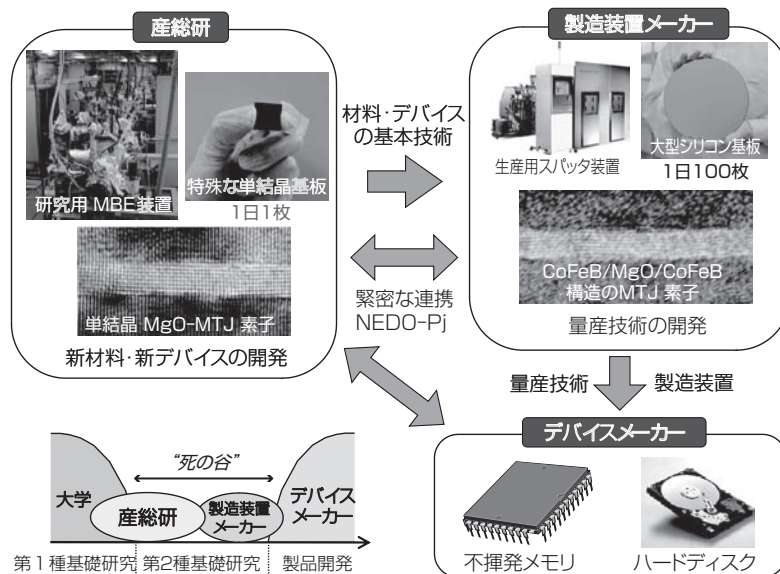 産総研
研究用 MBE装置
特殊な単結晶基板
1日1枚
単結晶 MgO-MTJ 素子
新材料・新デバイスの開発
材料・デバイス
の基本技術
緊密な連携
NEDO-Pj
製造装置メーカー
生産用スパッタ装置
大型シリコン基板
1日100枚
CoFeB/MgO/CoFeB
構造のMTJ 素子
量産技術の開発
量産技術
製造装置
デバイスメーカー
不揮発メモリ
ハードディスク
“死の谷”
大学
産総研
製造装置
メーカー
デバイス
メーカー
第1種基礎研究
第2種基礎研究
製品開発